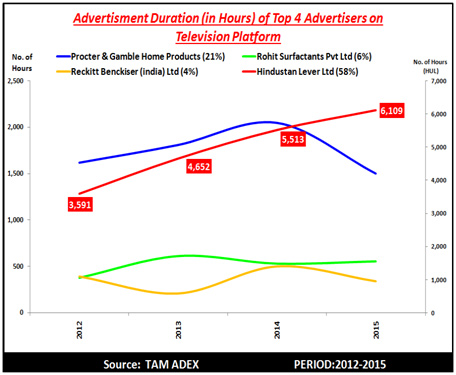 Advertisment Duration (in Hours) of Top 4 Advertisers on
Television Platform
No. of
Hours
Procter & Gamble Home Products (21%)
Rohit Surfactants Pvt Ltd (6%)
Reckitt Benckiser (india) Ltd (4%)
Hindustan Lever Ltd (58%)
No. of Hours
(HUL)
2,500
2,000
1,500
1,000
500
0
7,000
6,000
5,000
4,000
3,000
2,000
1,000
0
3,591
4,652
5,513
6,109
2012
2013
2014
2015
Source: TAM ADEX PERIOD:2012-2015